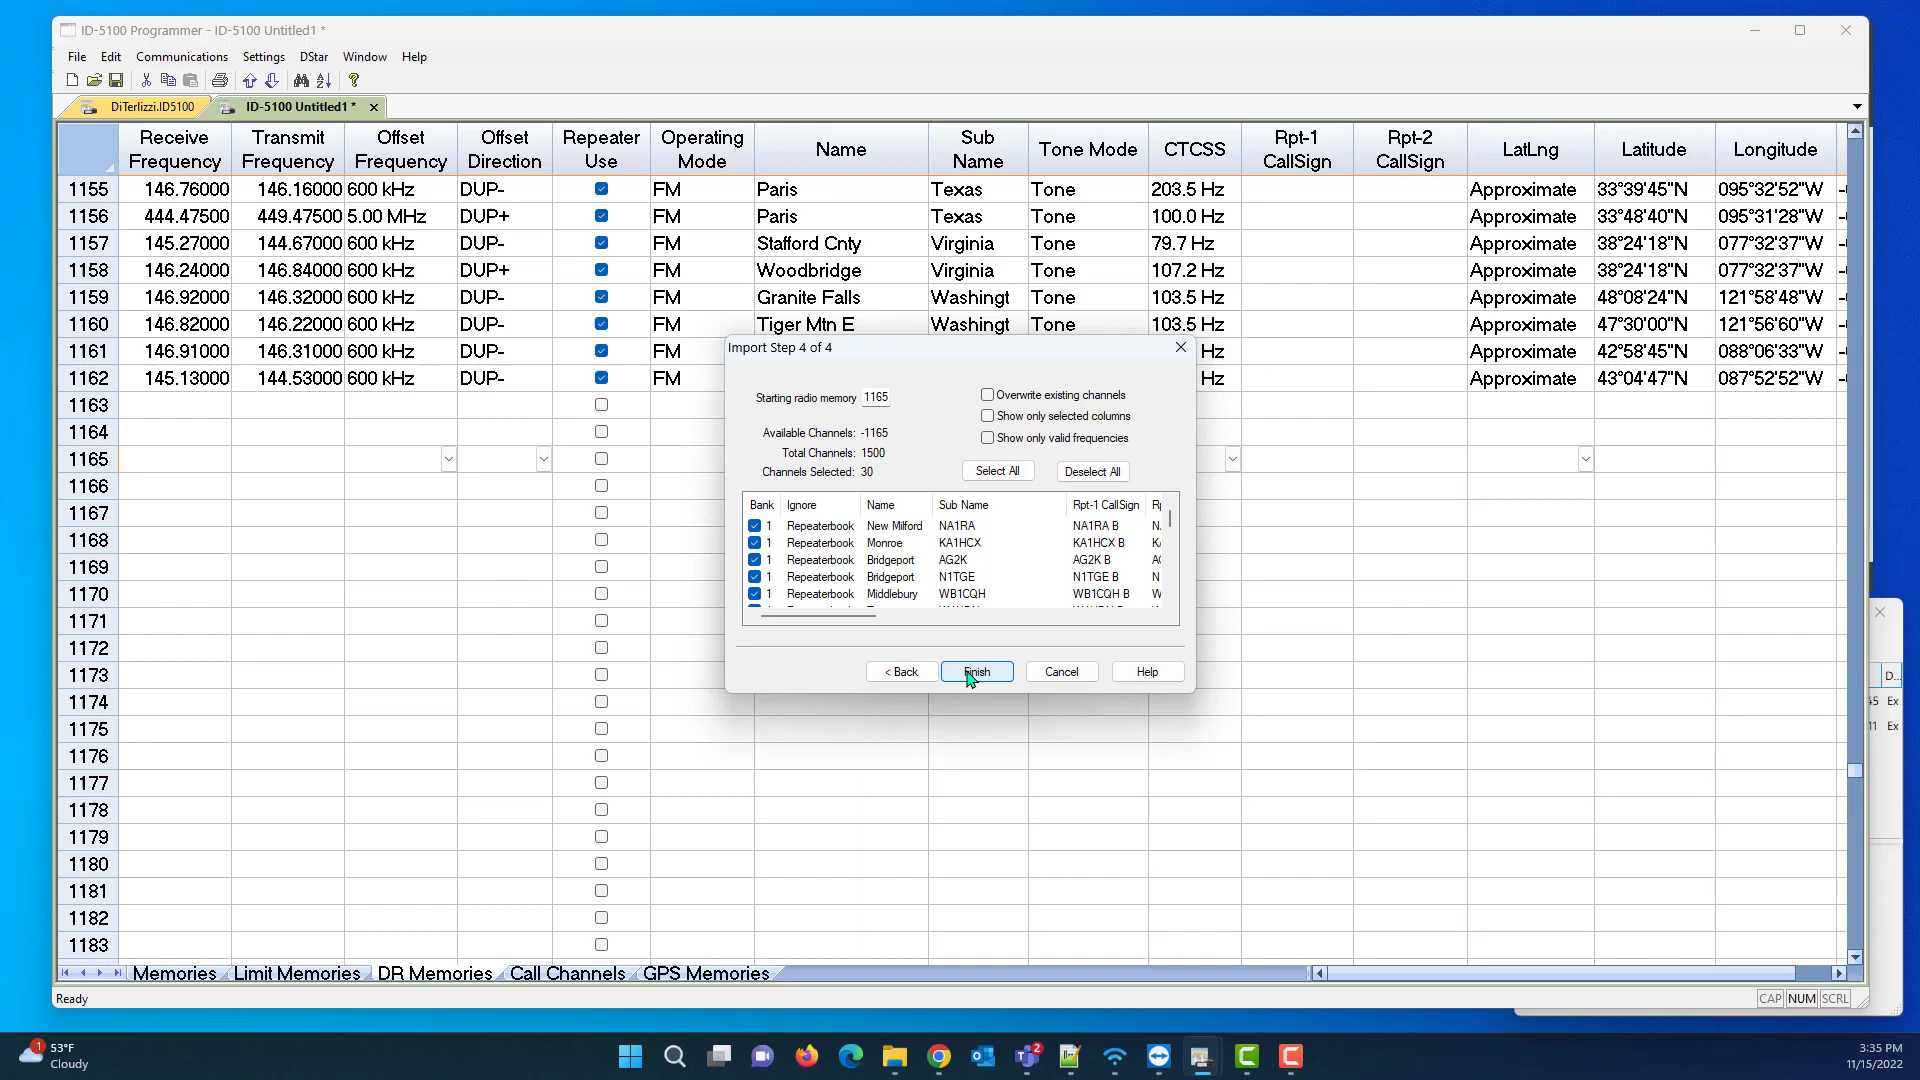 ID-5100 Programmer - ID-5100 Untitled1 *
File Edit Communications Settings DStar Window Help
DiTerlizzi.ID5100 ID-5100 Untitled1 *
Receive Frequency Transmit Frequency Offset Frequency Offset Direction Repeater Use Operating Mode Name Sub Name Tone Mode CTCSS Rpt-1 CallSign Rpt-2 CallSign LatLng Latitude Longitude
1155 146.76000 146.16000 600 kHz DUP- FM Paris Texas Tone 203.5 Hz Approximate 33°39'45"N 095°32'52"W
1156 444.47500 449.47500 5.00 MHz DUP+ FM Paris Texas Tone 100.0 Hz Approximate 33°48'40"N 095°31'28"W
1157 145.27000 144.67000 600 kHz DUP- FM Stafford Cnty Virginia Tone 79.7 Hz Approximate 38°24'18"N 077°32'37"W
1158 146.24000 146.84000 600 kHz DUP+ FM Woodbridge Virginia Tone 107.2 Hz Approximate 38°24'18"N 077°32'37"W
1159 146.92000 146.32000 600 kHz DUP- FM Granite Falls Washingt Tone 103.5 Hz Approximate 48°08'24"N 121°58'48"W
1160 146.82000 146.22000 600 kHz DUP- FM Tiger Mtn E Washingt Tone 103.5 Hz Approximate 47°30'00"N 121°56'60"W
1161 146.91000 146.31000 600 kHz DUP- FM Hz Approximate 42°58'45"N 088°06'33"W
1162 145.13000 144.53000 600 kHz DUP- FM Hz Approximate 43°04'47"N 087°52'52"W
1163
1164
1165
1166
1167
1168
1169
1170
1171
1172
1173
1174
1175
1176
1177
1178
1179
1180
1181
1182
1183
Import Step 4 of 4
Starting radio memory 1165
Overwrite existing channels
Show only selected columns
Show only valid frequencies
Available Channels: -1165
Total Channels: 1500
Channels Selected: 30
Select All Deselect All
Bank Ignore Name Sub Name Rpt-1 CallSign
1 Repeaterbook New Milford NA1RA NA1RA B
1 Repeaterbook Monroe KA1HCX KA1HCX B
1 Repeaterbook Bridgeport AG2K AG2K B
1 Repeaterbook Bridgeport N1TGE N1TGE B
1 Repeaterbook Middlebury WB1CQH WB1CQH B
< Back Finish Cancel Help
D...
45 Ex
11 Ex
Memories Limit Memories DR Memories Call Channels GPS Memories
Ready CAP NUM SCRL
1
53°F
Cloudy
2
3:35 PM
11/15/2022